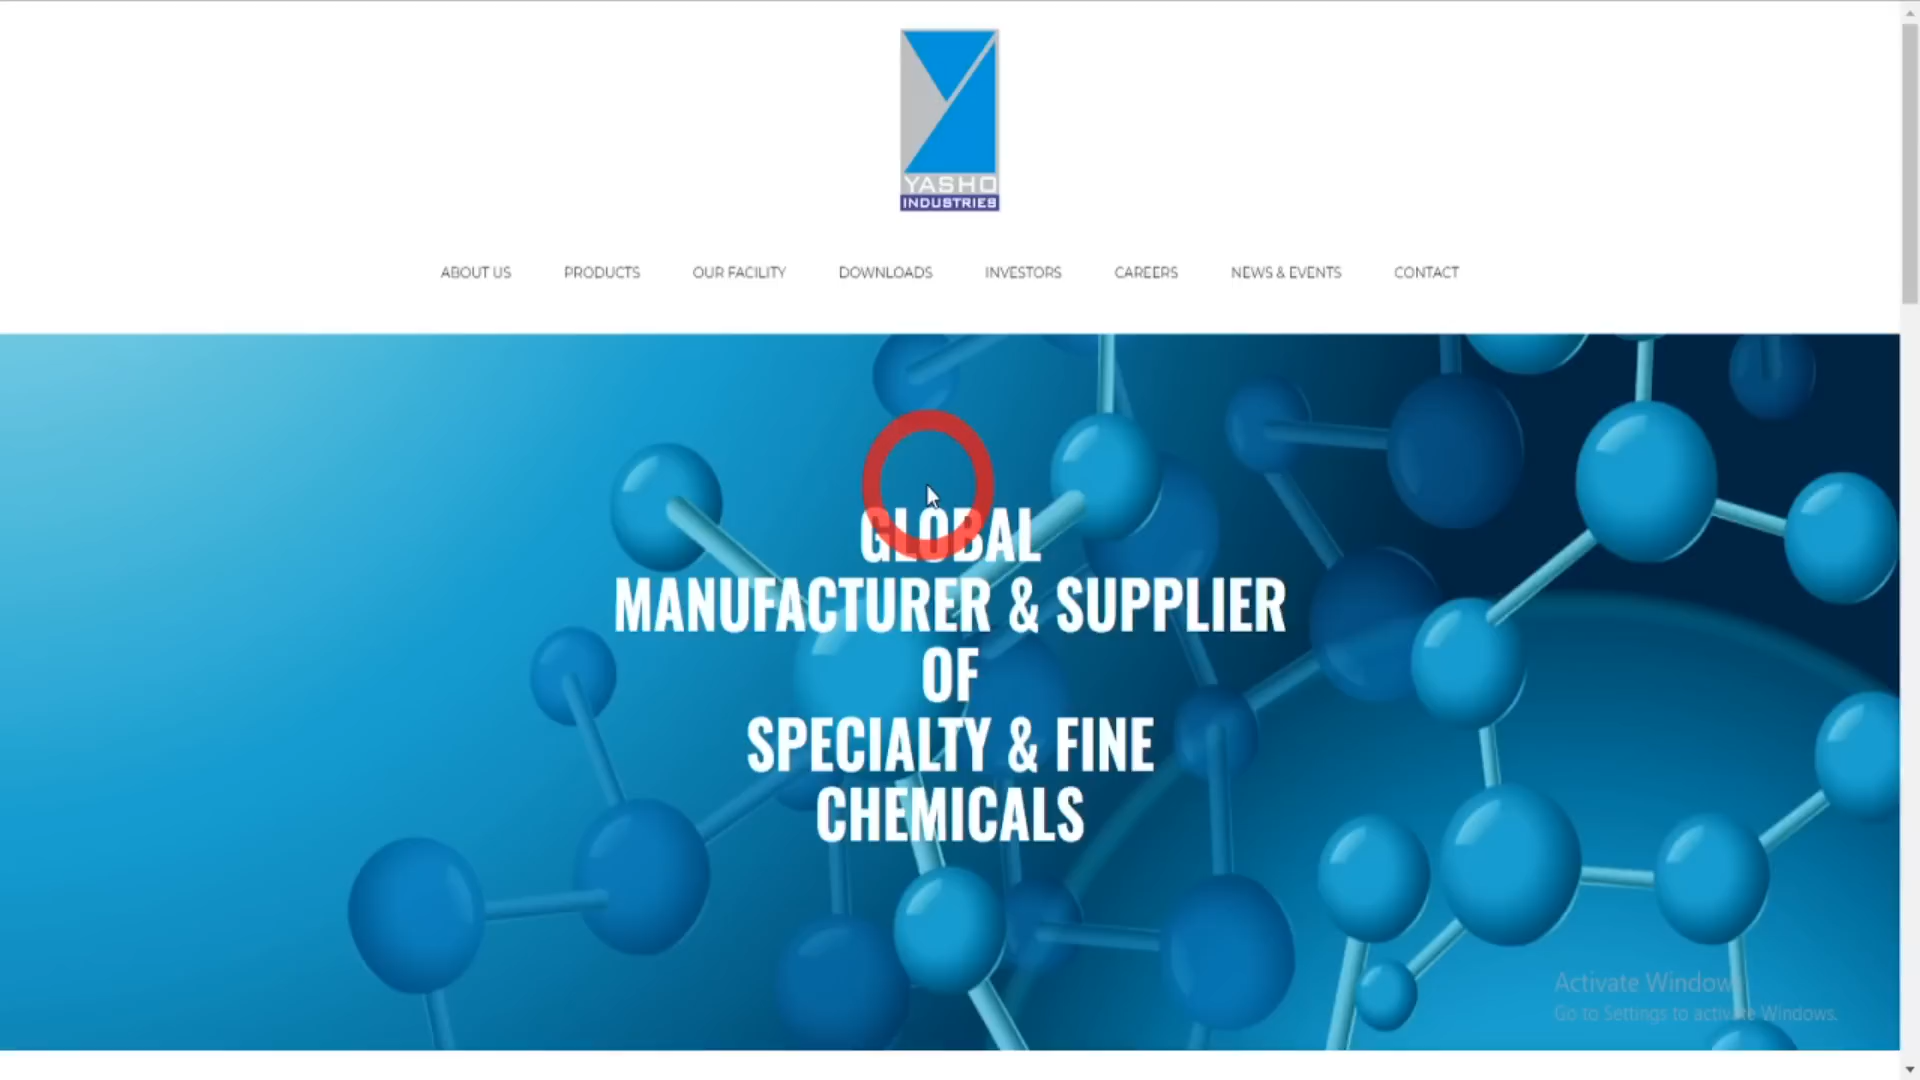 YASHO
INDUSTRIES
ABOUT US PRODUCTS OUR FACILITY DOWNLOADS INVESTORS CAREERS NEWS & EVENTS CONTACT
GLOBAL
MANUFACTURER & SUPPLIER
OF
SPECIALTY & FINE
CHEMICALS
Activate Windows
Go to Settings to activate Windows.